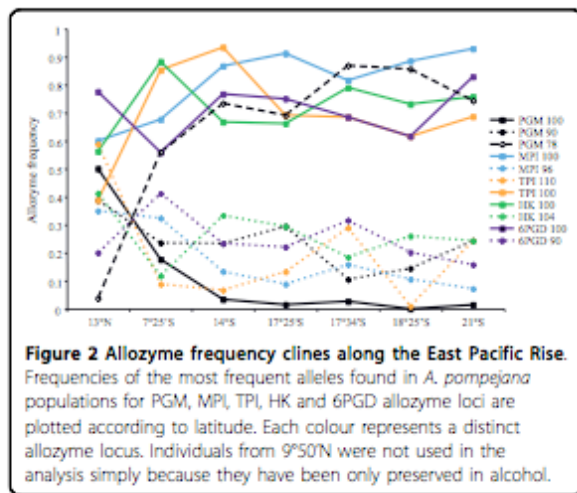 1
0.9
0.8
0.7
0.6
0.5
0.4
0.3
0.2
0.1
0
Allozyme frequency
13°N
7°25'S
14°S
17°25'S
17°34'S
18°25'S
21°S
PGM 100
PGM 90
PGM 78
MPI 100
MPI 96
TPI 110
TPI 100
HK 100
HK 104
6PGD 100
6PGD 90
Figure 2 Allozyme frequency clines along the East Pacific Rise.
Frequencies of the most frequent alleles found in A. pompejana
populations for PGM, MPI, TPI, HK and 6PGD allozyme loci are
plotted according to latitude. Each colour represents a distinct
allozyme locus. Individuals from 9°50'N were not used in the
analysis simply because they have been only preserved in alcohol.